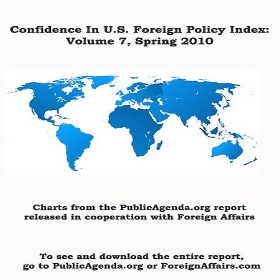 Confidence In U.S. Foreign Policy Index:
Volume 7, Spring 2010
Charts from the PublicAgenda.org report
released in cooperation with Foreign Affairs
To see and download the entire report,
go to PublicAgenda.org or ForeignAffairs.com